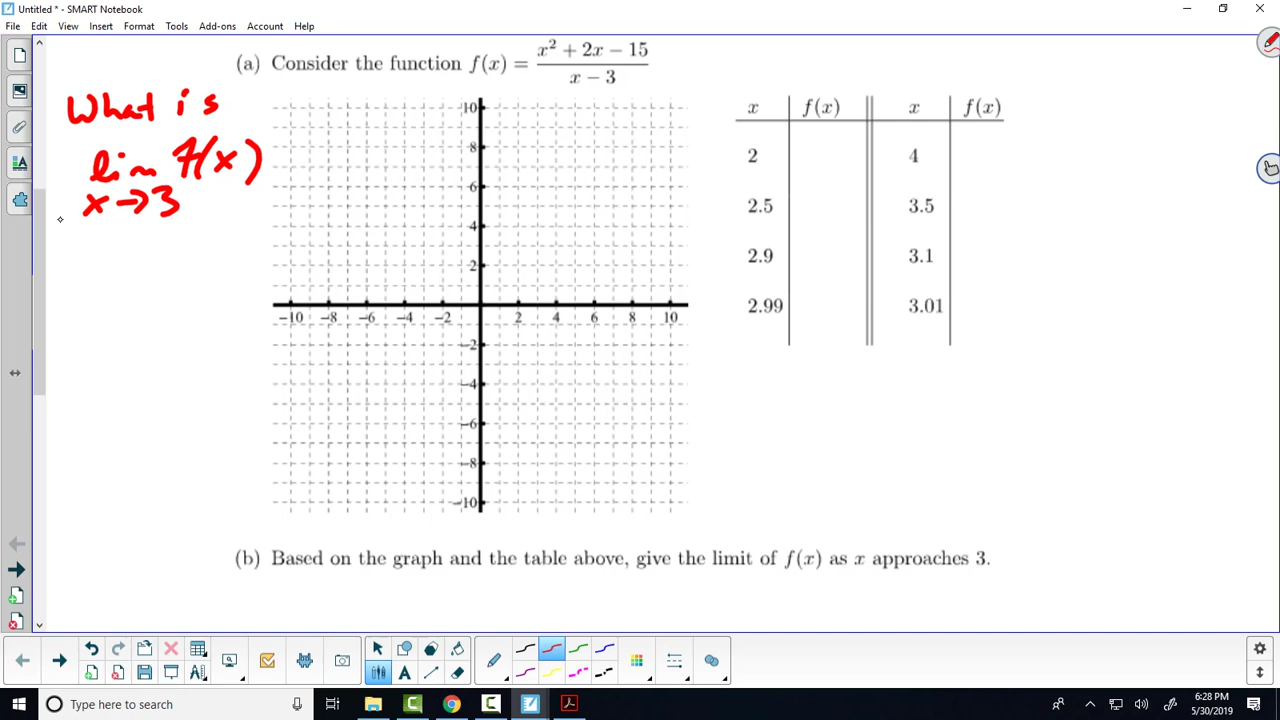 Untitled * - SMART Notebook
File Edit View Insert Format Tools Add-ons Account Help
(a) Consider the function f(x) = \frac{x^2 + 2x - 15}{x - 3}
What is
lim f(x)
x→3
10
8
6
4
2
-10 -8 -6 -4 -2 2 4 6 8 10
-2
-4
-6
-8
-10
x f(x) x f(x)
2 4
2.5 3.5
2.9 3.1
2.99 3.01
(b) Based on the graph and the table above, give the limit of f(x) as x approaches 3.
Type here to search
6:28 PM
5/30/2019